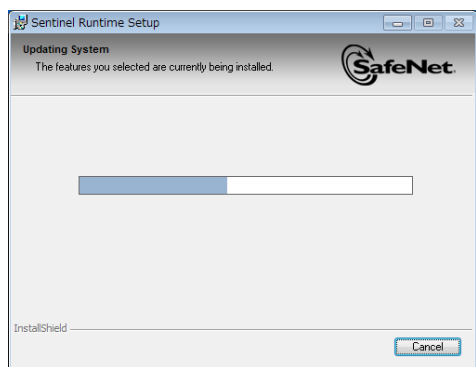 Sentinel Runtime Setup
Updating System
The features you selected are currently being installed.
SafeNet.
InstallShield
Cancel